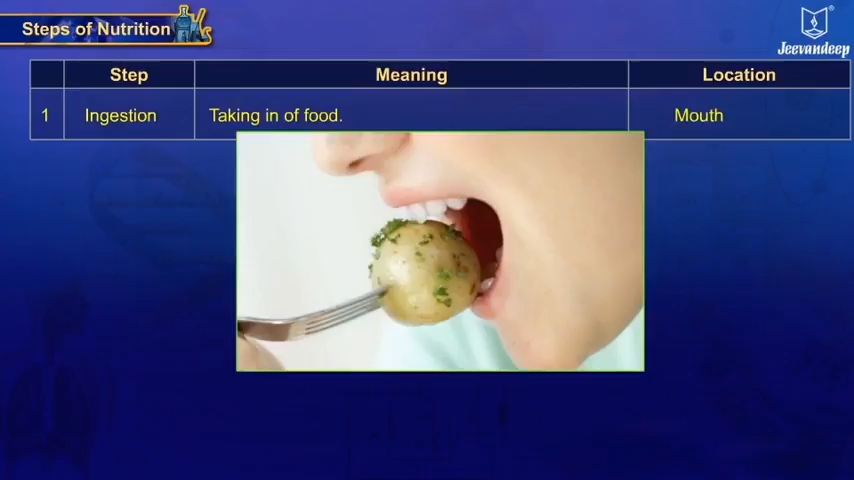 Steps of Nutrition
Jeevandeep®
Step Meaning Location
1 Ingestion Taking in of food. Mouth